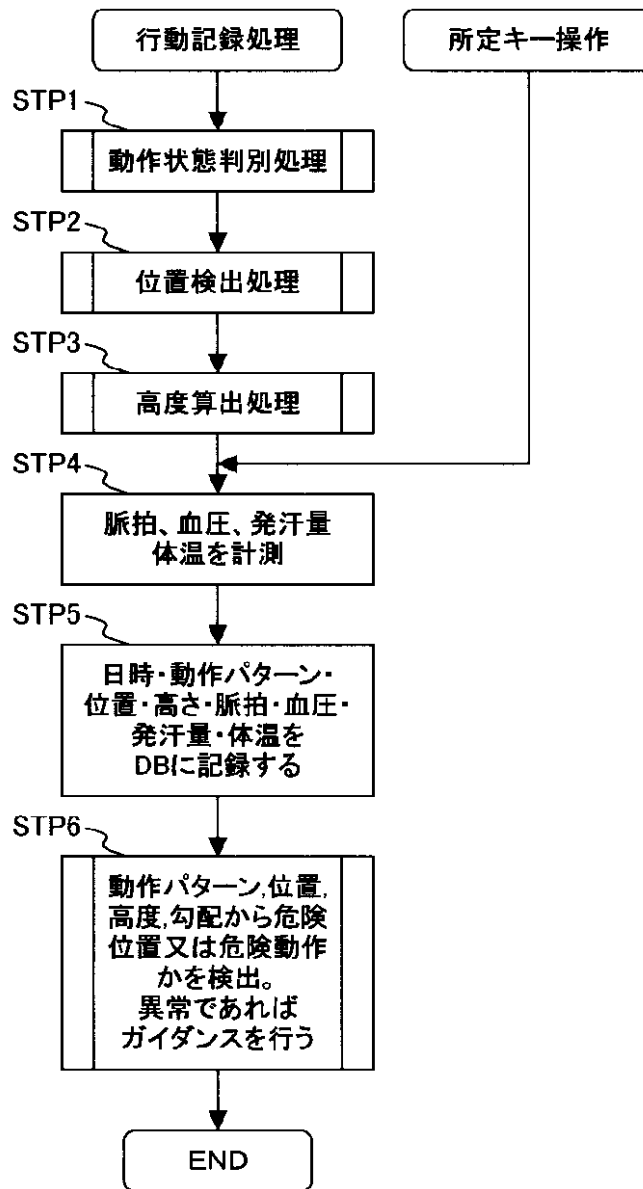 行動記録処理
所定キー操作
STP1
動作状態判別処理
STP2
位置検出処理
STP3
高度算出処理
STP4
脈拍、血圧、発汗量
体温を計測
STP5
日時・動作パターン・
位置・高さ・脈拍・血圧・
発汗量・体温を
DBに記録する
STP6
動作パターン,位置,
高度,勾配から危険
位置又は危険動作
かを検出。
異常であれば
ガイダンスを行う
END